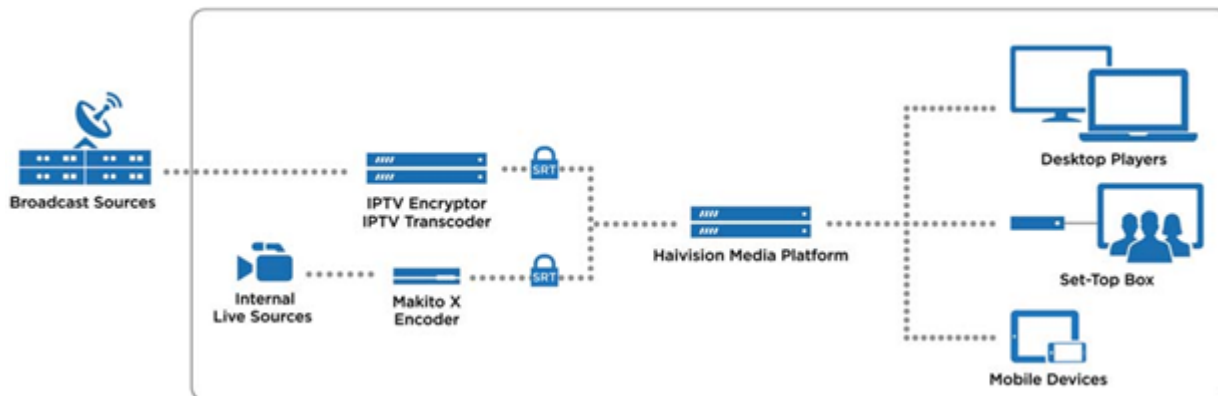 Broadcast Sources
IPTV Encryptor
IPTV Transcoder
SRT
Internal
Live Sources
Makito X
Encoder
SRT
Haivision Media Platform
Desktop Players
Set-Top Box
Mobile Devices